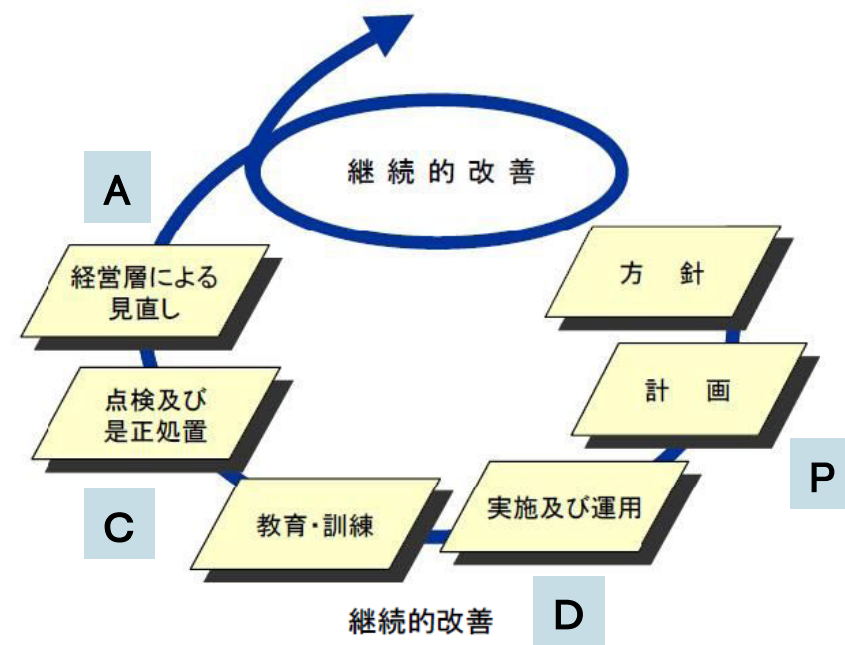 継続的改善
A
経営層による
見直し
方 針
計 画
P
点検及び
是正処置
C
教育・訓練
実施及び運用
D
継続的改善